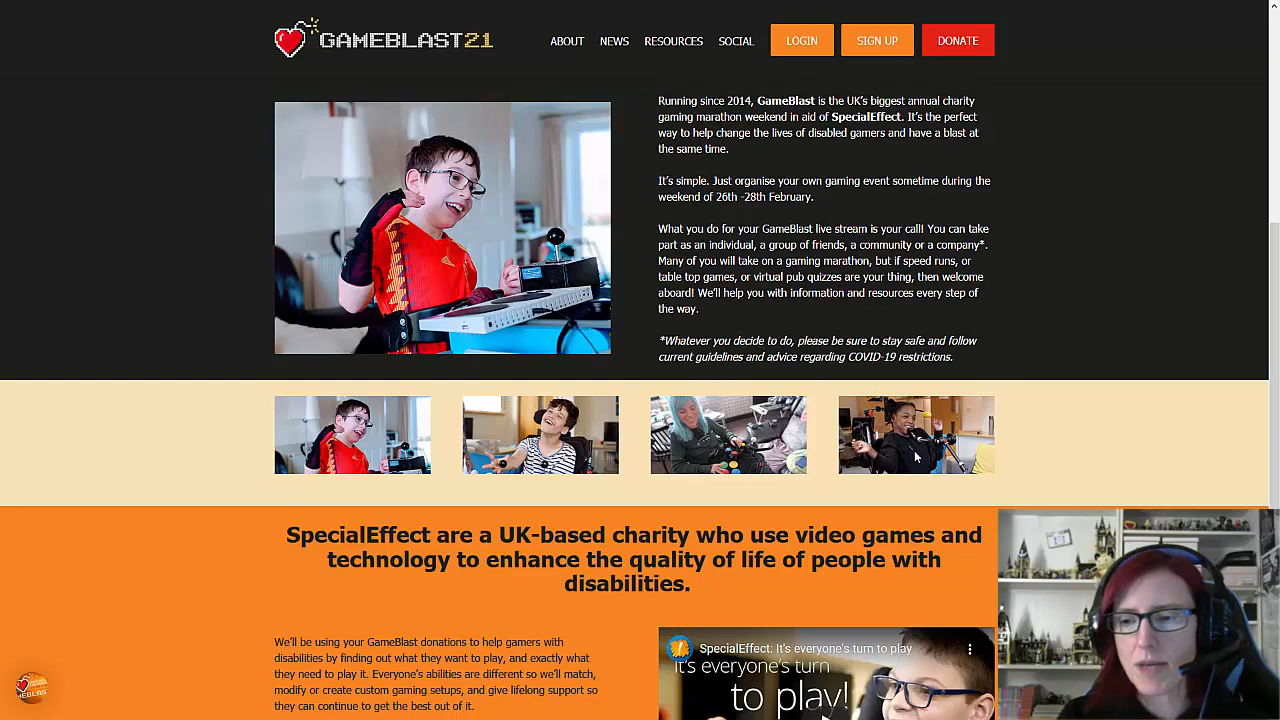 GAMEBLAST21
ABOUT NEWS RESOURCES SOCIAL LOGIN SIGN UP DONATE
Running since 2014, GameBlast is the UK's biggest annual charity
gaming marathon weekend in aid of SpecialEffect. It's the perfect
way to help change the lives of disabled gamers and have a blast at
the same time.
It's simple. Just organise your own gaming event sometime during the
weekend of 26th -28th February.
What you do for your GameBlast live stream is your call! You can take
part as an individual, a group of friends, a community or a company*.
Many of you will take on a gaming marathon, but if speed runs, or
table top games, or virtual pub quizzes are your thing, then welcome
aboard! We'll help you with information and resources every step of
the way.
*Whatever you decide to do, please be sure to stay safe and follow
current guidelines and advice regarding COVID-19 restrictions.
SpecialEffect are a UK-based charity who use video games and
technology to enhance the quality of life of people with
disabilities.
We'll be using your GameBlast donations to help gamers with
disabilities by finding out what they want to play, and exactly what
they need to play it. Everyone's abilities are different so we'll match,
modify or create custom gaming setups, and give lifelong support so
they can continue to get the best out of it.
SpecialEffect: It's everyone's turn to play
it's everyone's turn
to play!